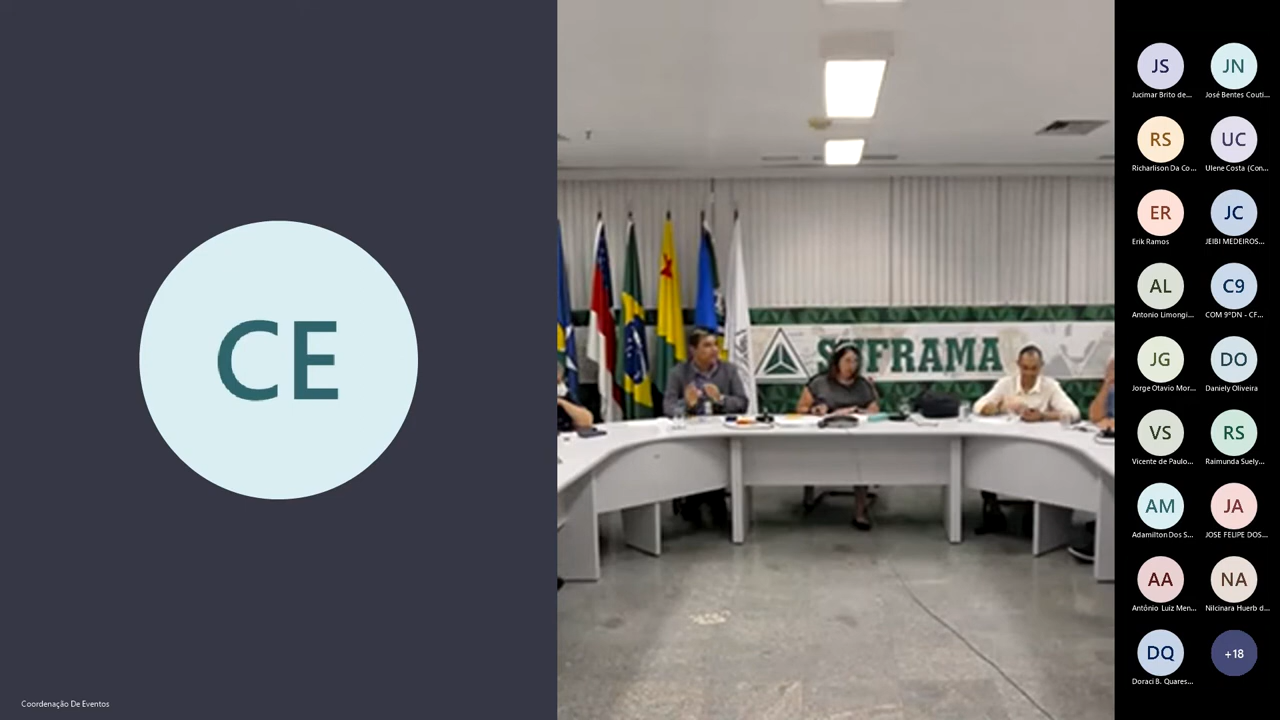 CE
Coordenação De Eventos
SUFRAMA
JS
JN
Jucimar Brito de...
José Bentes Couti...
RS
UC
Richarlison Da Co...
Ulene Costa (Con...
ER
JC
Erik Ramos
JEIBI MEDEIROS...
AL
C9
Antonio Limongi...
COM 9ºDN - CF...
JG
DO
Jorge Otavio Mor...
Daniely Oliveira
VS
RS
Vicente de Paulo...
Raimunda Suely...
AM
JA
Adamilton Dos S...
JOSE FELIPE DOS...
AA
NA
Antônio Luiz Men...
Nilcinara Huerb d...
DQ
+18
Doraci B. Quares...